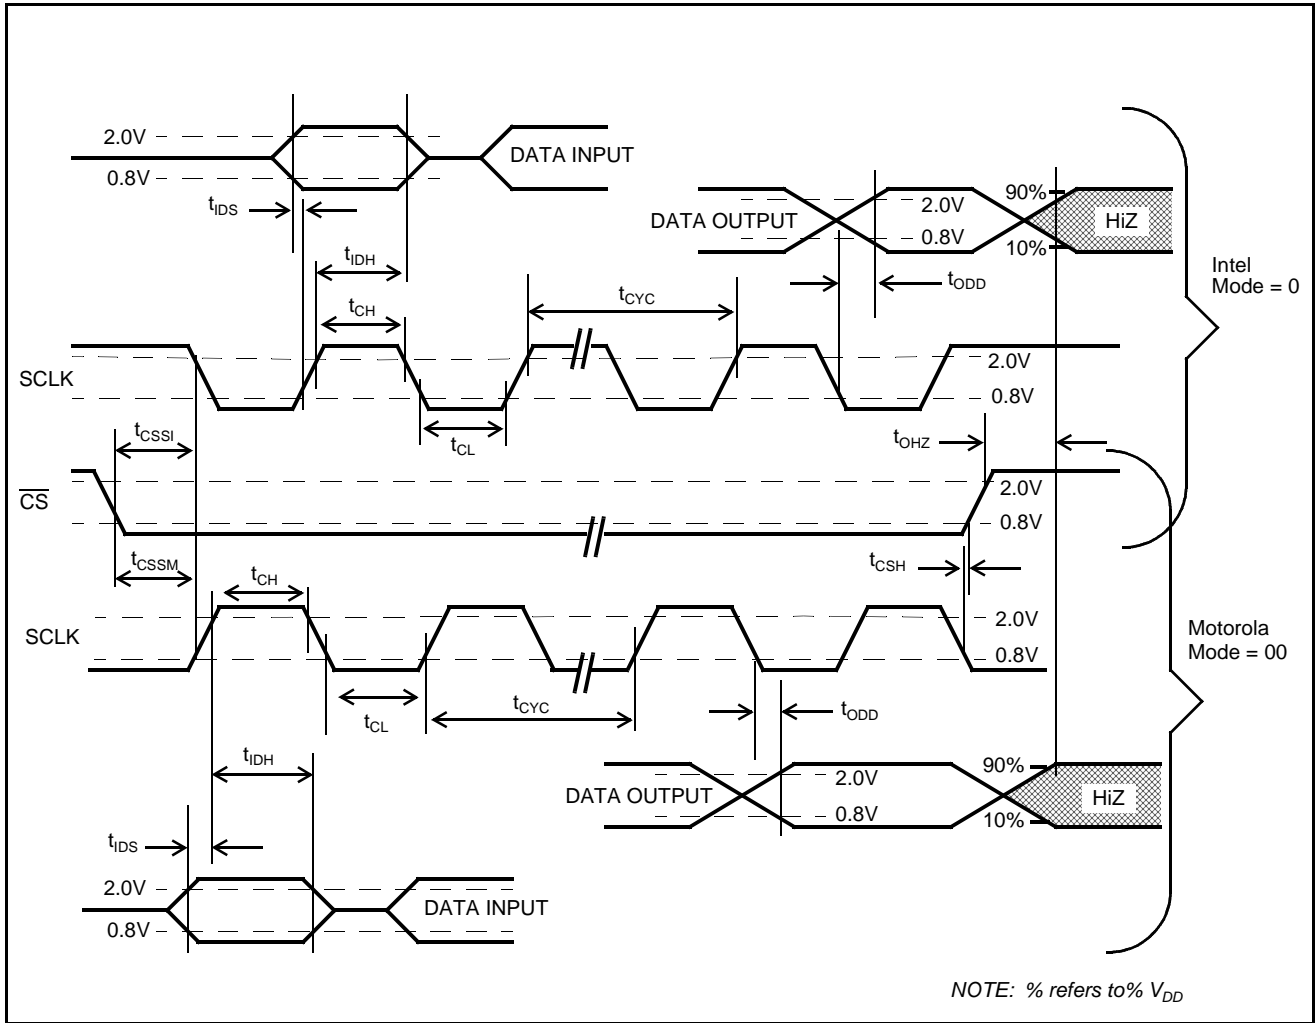 2.0V
DATA INPUT
0.8V
90%
2.0V
HiZ
tIDS
DATA OUTPUT
0.8V
10%
tIDH
tODD
Intel
Mode = 0
tCH
tCYC
2.0V
SCLK
0.8V
tCSSI
tCL
tOHZ
2.0V
CS
0.8V
tCSSM
tCH
tCSH
2.0V
SCLK
0.8V
Motorola
Mode = 00
tCL
tCYC
tODD
tIDH
90%
2.0V
DATA OUTPUT
HiZ
0.8V
10%
tIDS
2.0V
DATA INPUT
0.8V
NOTE: % refers to% VDD